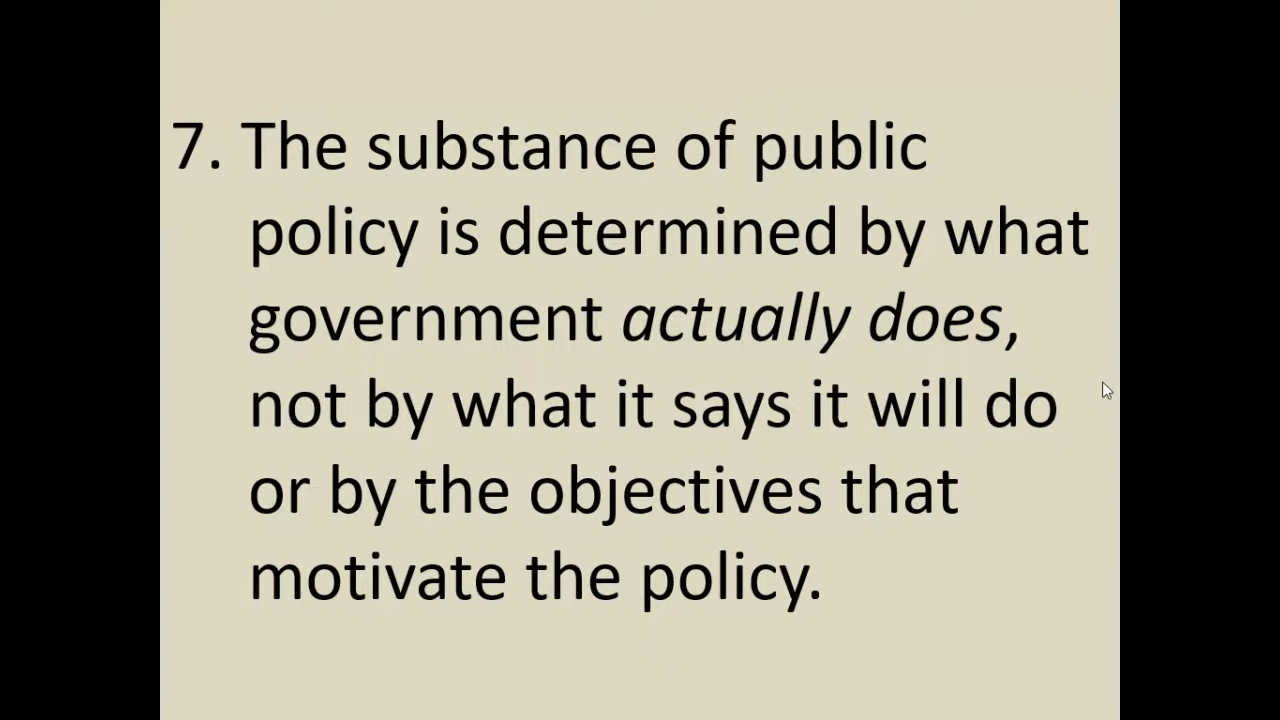 7. The substance of public
policy is determined by what
government actually does,
not by what it says it will do
or by the objectives that
motivate the policy.